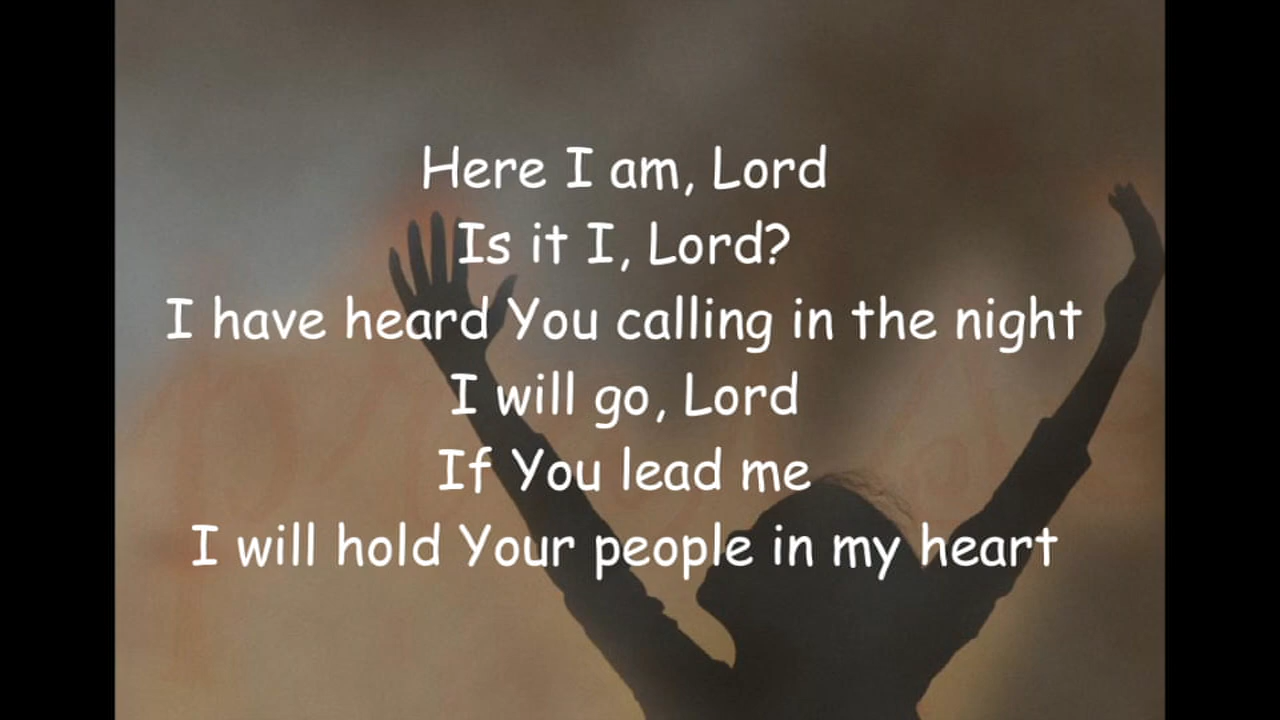 Here I am, Lord
Is it I, Lord?
I have heard You calling in the night
I will go, Lord
If You lead me
I will hold Your people in my heart